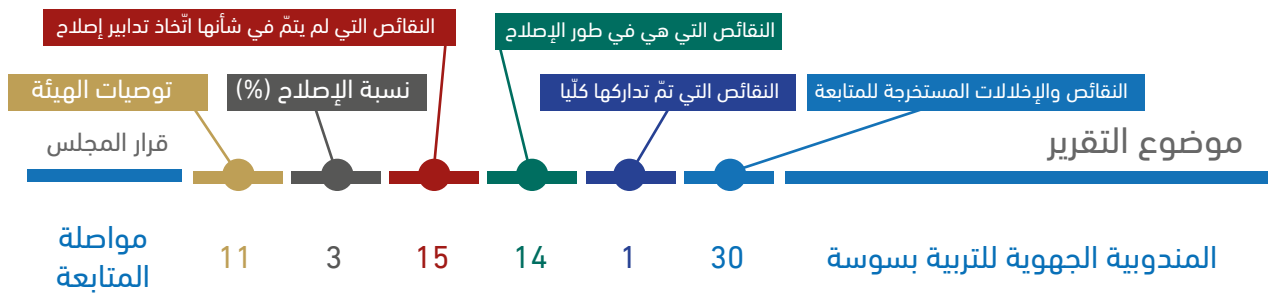 النقائص التي لم يتمّ في شأنها اتّخاذ تدابير إصلاح
النقائص التي هي في طور الإصلاح
النقائص والإخلالات المستخرجة للمتابعة
النقائص التي تمّ تداركها كلّيا
نسبة الإصلاح (%)
توصيات الهيئة
موضوع التقرير
قرار المجلس
المندوبية الجهوية للتربية بسوسة
30
1
14
15
3
11
مواصلة
المتابعة